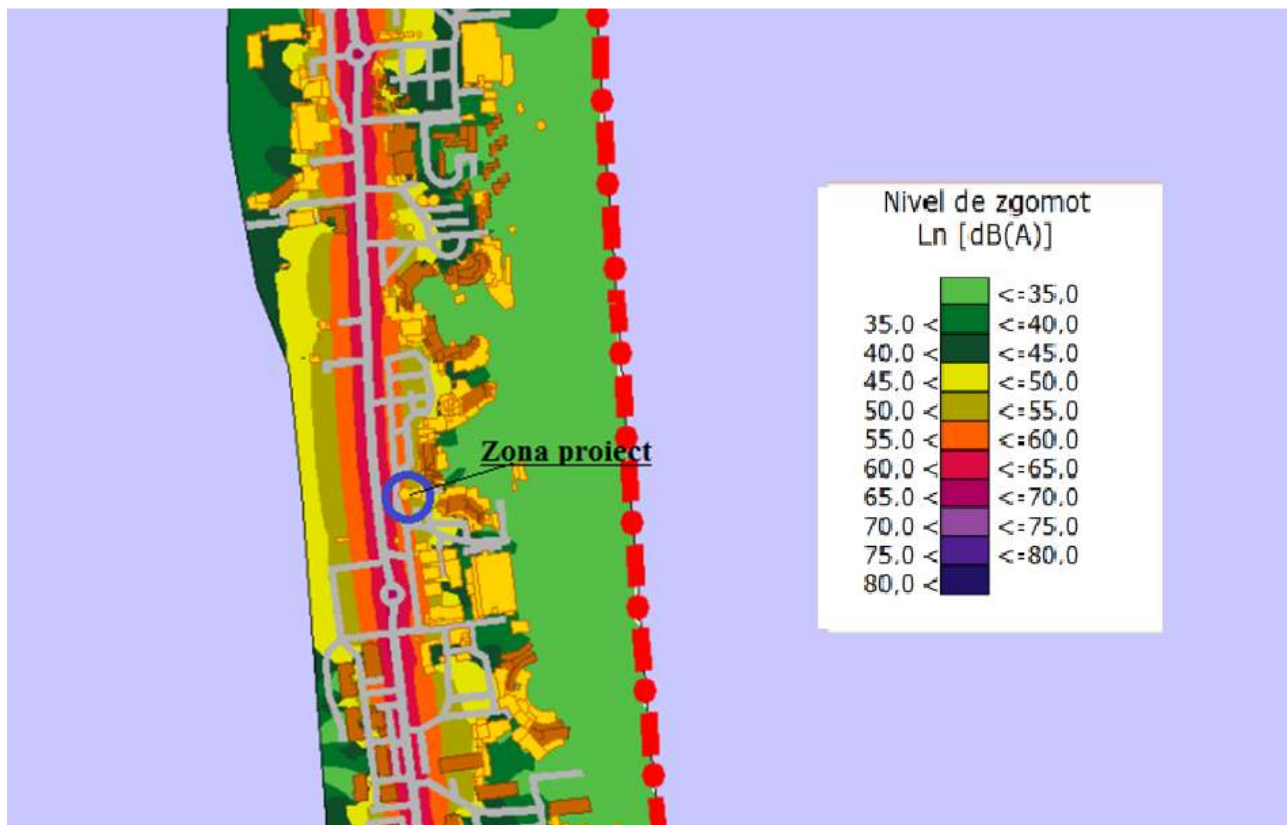 Zona proiect
Nivel de zgomot
Ln [dB(A)]
<=35,0
35,0 < <=40,0
40,0 < <=45,0
45,0 < <=50,0
50,0 < <=55,0
55,0 < <=60,0
60,0 < <=65,0
65,0 < <=70,0
70,0 < <=75,0
75,0 < <=80,0
80,0 <